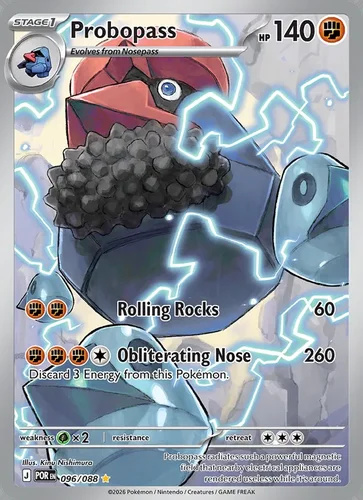 STAGE 1
Probopass
HP 140
Evolves from Nosepass
Rolling Rocks 60
Obliterating Nose 260
Discard 3 Energy from this Pokémon.
weakness ×2 resistance retreat
Illus. Kinu Nishimura
J POR EN 096/088
Probopass radiates such a powerful magnetic
field that nearby electrical appliances are
rendered useless while it's around.
©2026 Pokémon / Nintendo / Creatures / GAME FREAK